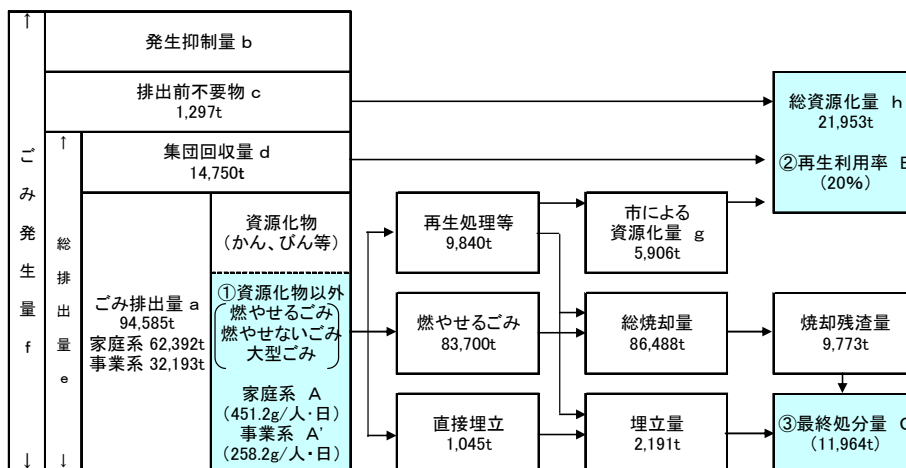 発生抑制量 b
排出前不要物 c
1,297t
集団回収量 d
14,750t
ごみ発生量 f
総排出量 e
ごみ排出量 a
94,585t
家庭系 62,392t
事業系 32,193t
資源化物
(かん、びん等)
①資源化物以外
燃やせるごみ
燃やせないごみ
大型ごみ
家庭系 A
(451.2g/人・日)
事業系 A'
(258.2g/人・日)
再生処理等
9,840t
燃やせるごみ
83,700t
直接埋立
1,045t
市による
資源化量 g
5,906t
総焼却量
86,488t
埋立量
2,191t
総資源化量 h
21,953t
②再生利用率
(20%)
焼却残渣量
9,773t
③最終処分量
(11,964t)